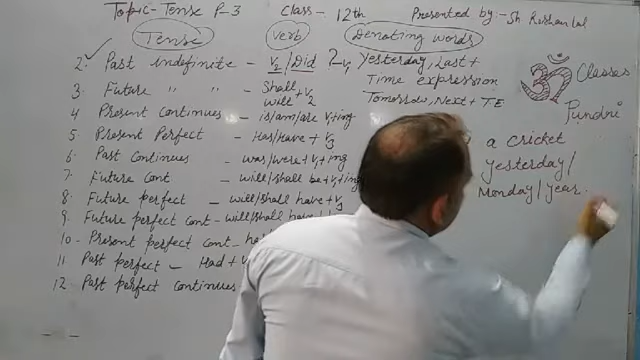 Topic-Tense P-3 Class- 12th Presented by:- Sh Rishan Lal
Tense Verb Denoting words
2. Past indefinite - V2/Did V1 Yesterday, Last +
Time expression
3. Future " " - Shall/will + V Tomorrow, Next + TE
4 Present Continues - is/am/are V1+ing
5 Present Perfect - Has/Have + V3
6 Past Continues - was/were + V1 + ing
7 Future Cont - will/shall be + V1 + ing
8 Future perfect - will/shall have + V3
9. Future perfect Cont - will/shall have
10- Present perfect Cont -
11 Past perfect - Had +
12. Past perfect Continues
ॐ
Classes
Pundri
a cricket
yesterday/
Monday/year.